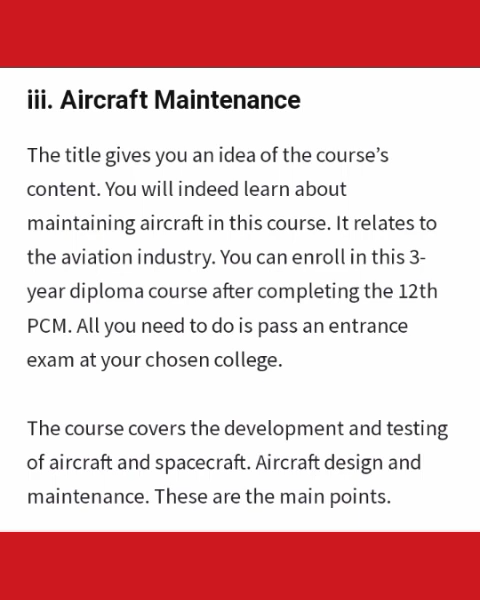 iii. Aircraft Maintenance
The title gives you an idea of the course’s
content. You will indeed learn about
maintaining aircraft in this course. It relates to
the aviation industry. You can enroll in this 3-
year diploma course after completing the 12th
PCM. All you need to do is pass an entrance
exam at your chosen college.
The course covers the development and testing
of aircraft and spacecraft. Aircraft design and
maintenance. These are the main points.